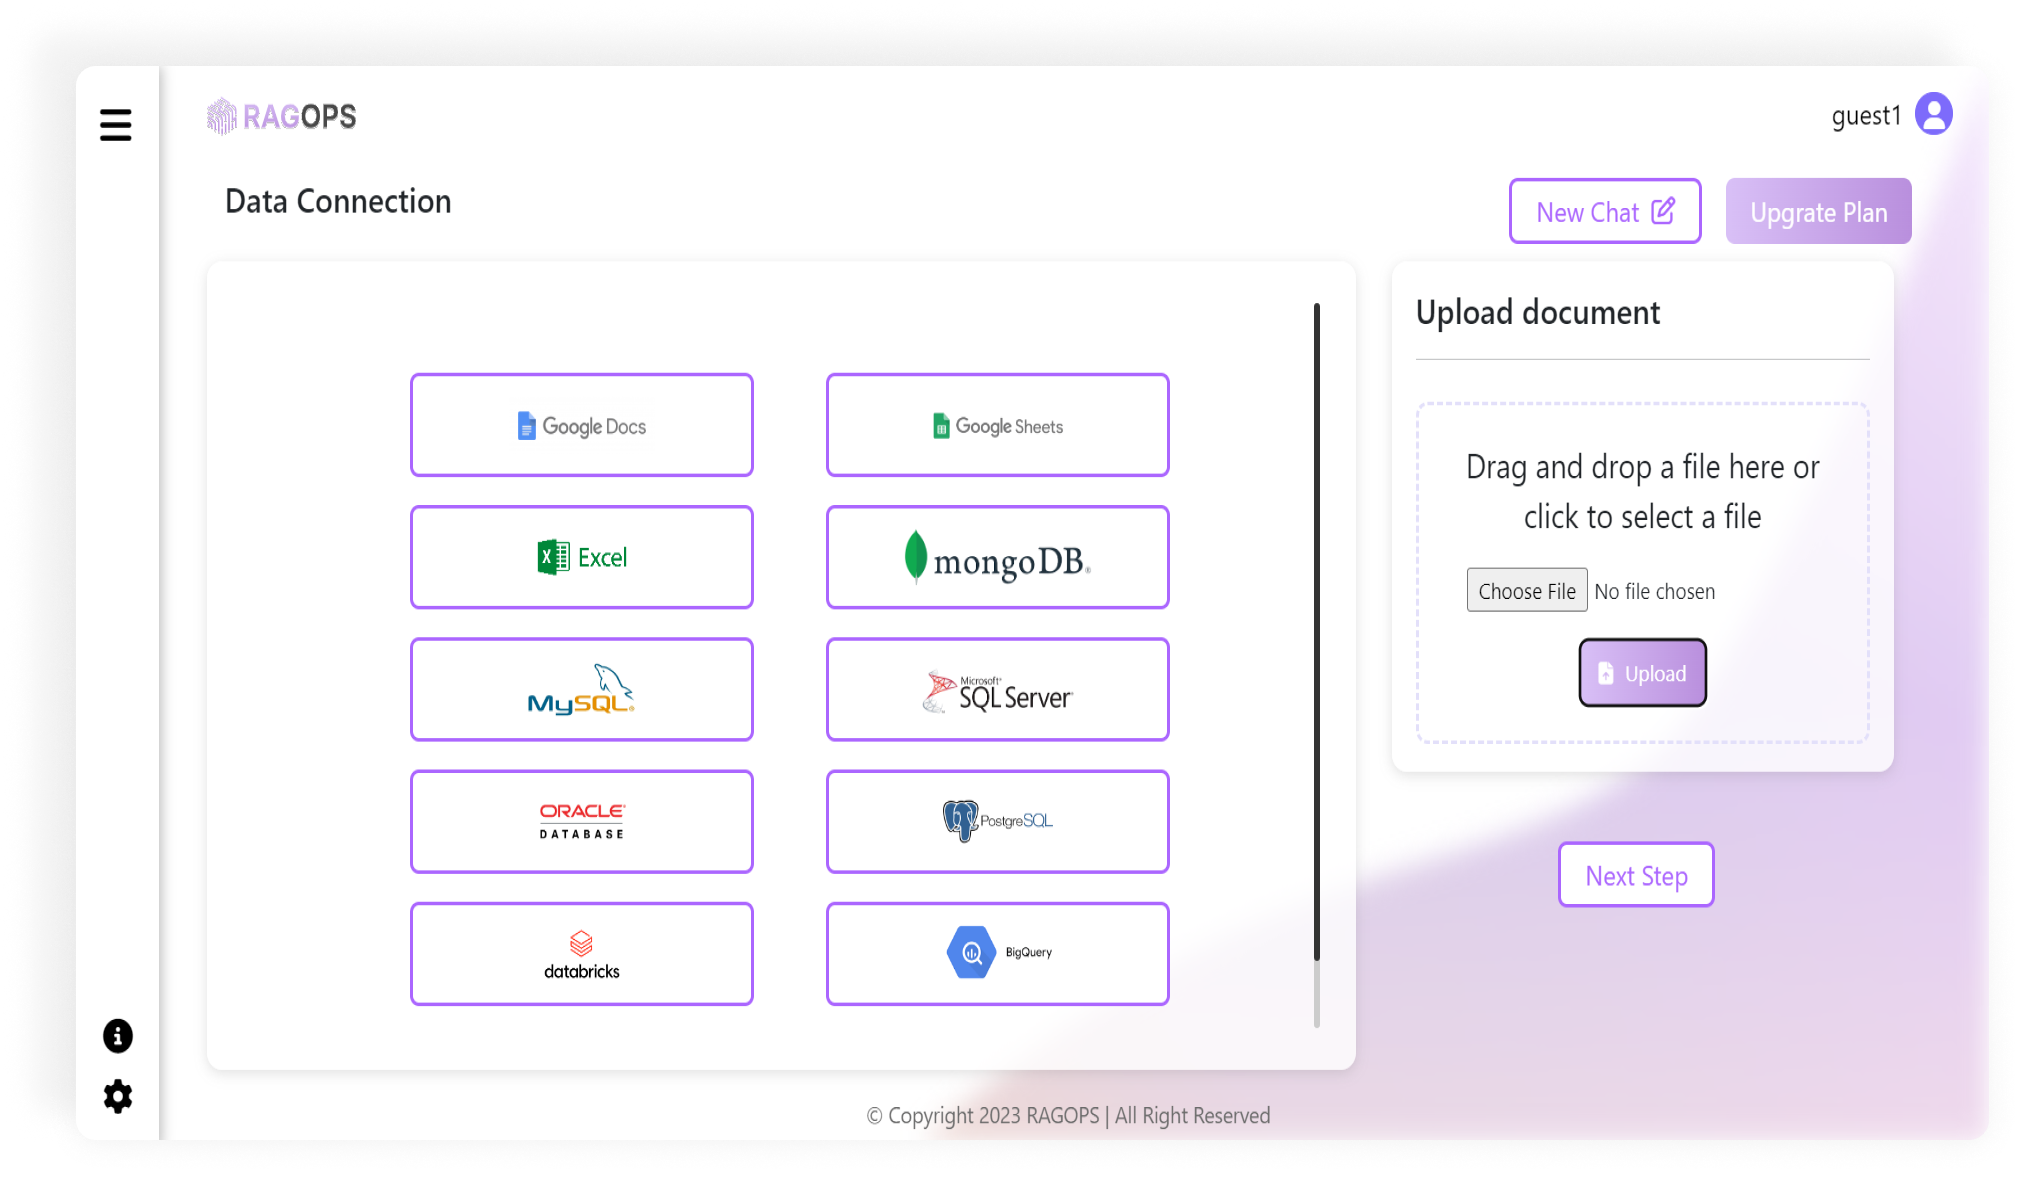 RAGOPS
guest1
Data Connection
New Chat
Upgrate Plan
Google Docs
Google Sheets
Excel
mongoDB®
MySQL®
Microsoft®
SQL Server®
ORACLE®
DATABASE
PostgreSQL
databricks
BigQuery
Upload document
Drag and drop a file here or
click to select a file
Choose File No file chosen
Upload
Next Step
© Copyright 2023 RAGOPS | All Right Reserved